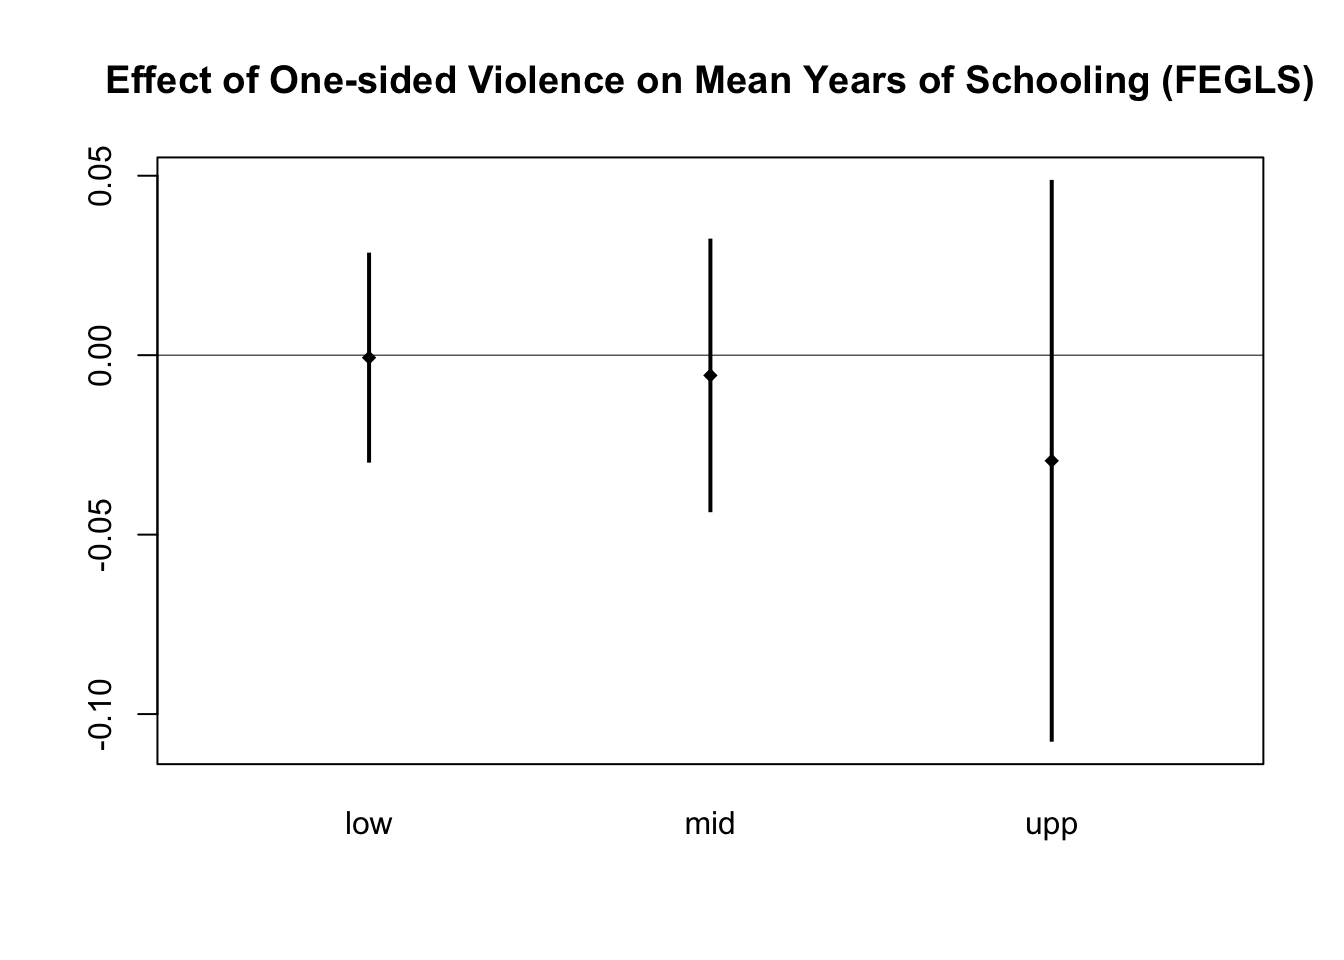 Effect of One-sided Violence on Mean Years of Schooling (FEGLS)
0.05
0.00
-0.05
-0.10
low mid upp